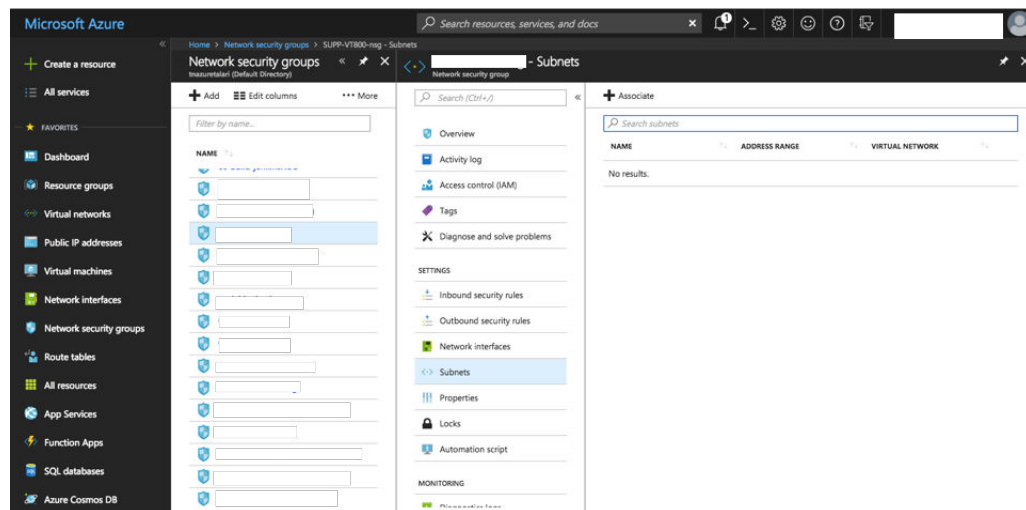 Microsoft Azure
Search resources, services, and docs
Home > Network security groups > SUPP-VT800-nsg - Subnets
Create a resource
All services
FAVORITES
Dashboard
Resource groups
Virtual networks
Public IP addresses
Virtual machines
Network interfaces
Network security groups
Route tables
All resources
App Services
Function Apps
SQL databases
Azure Cosmos DB
Network security groups
tnazuretalari (Default Directory)
Add
Edit columns
More
Filter by name...
NAME
- Subnets
Network security group
Search (Ctrl+/)
Overview
Activity log
Access control (IAM)
Tags
Diagnose and solve problems
SETTINGS
Inbound security rules
Outbound security rules
Network interfaces
Subnets
Properties
Locks
Automation script
MONITORING
Diagnostics logs
Associate
Search subnets
NAME
ADDRESS RANGE
VIRTUAL NETWORK
No results.